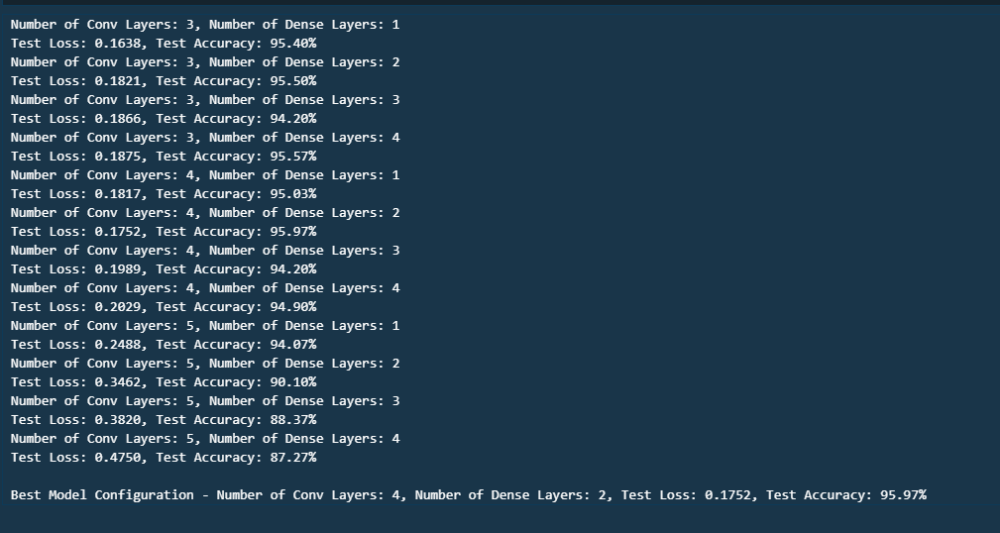 Number of Conv Layers: 3, Number of Dense Layers: 1
Test Loss: 0.1638, Test Accuracy: 95.40%
Number of Conv Layers: 3, Number of Dense Layers: 2
Test Loss: 0.1821, Test Accuracy: 95.50%
Number of Conv Layers: 3, Number of Dense Layers: 3
Test Loss: 0.1866, Test Accuracy: 94.20%
Number of Conv Layers: 3, Number of Dense Layers: 4
Test Loss: 0.1875, Test Accuracy: 95.57%
Number of Conv Layers: 4, Number of Dense Layers: 1
Test Loss: 0.1817, Test Accuracy: 95.03%
Number of Conv Layers: 4, Number of Dense Layers: 2
Test Loss: 0.1752, Test Accuracy: 95.97%
Number of Conv Layers: 4, Number of Dense Layers: 3
Test Loss: 0.1989, Test Accuracy: 94.20%
Number of Conv Layers: 4, Number of Dense Layers: 4
Test Loss: 0.2029, Test Accuracy: 94.90%
Number of Conv Layers: 5, Number of Dense Layers: 1
Test Loss: 0.2488, Test Accuracy: 94.07%
Number of Conv Layers: 5, Number of Dense Layers: 2
Test Loss: 0.3462, Test Accuracy: 90.10%
Number of Conv Layers: 5, Number of Dense Layers: 3
Test Loss: 0.3820, Test Accuracy: 88.37%
Number of Conv Layers: 5, Number of Dense Layers: 4
Test Loss: 0.4750, Test Accuracy: 87.27%
Best Model Configuration - Number of Conv Layers: 4, Number of Dense Layers: 2, Test Loss: 0.1752, Test Accuracy: 95.97%